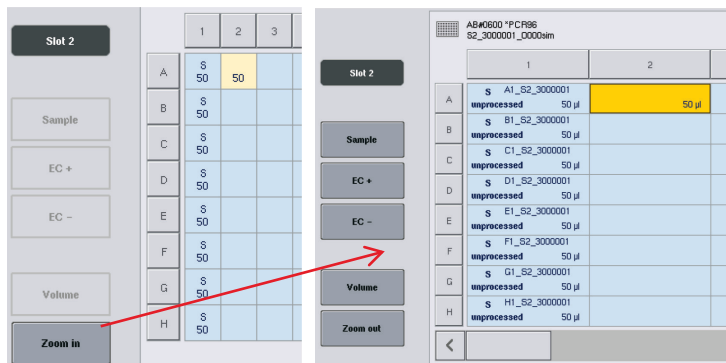 Slot 2
1 2 3
A S 50 50
B S 50
C S 50
D S 50
E S 50
F S 50
G S 50
H S 50
Sample
EC +
EC –
Volume
Zoom in
AB#0600 *PCR96
S2_3000001_0000sim
Slot 2
1 2
A S A1_S2_3000001
unprocessed 50 µl 50 µl
B S B1_S2_3000001
unprocessed 50 µl
C S C1_S2_3000001
unprocessed 50 µl
D S D1_S2_3000001
unprocessed 50 µl
E S E1_S2_3000001
unprocessed 50 µl
F S F1_S2_3000001
unprocessed 50 µl
G S G1_S2_3000001
unprocessed 50 µl
H S H1_S2_3000001
unprocessed 50 µl
Sample
EC +
EC –
Volume
Zoom out
<